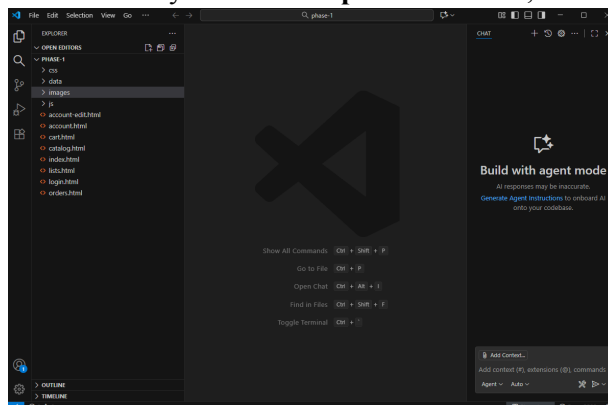 File Edit Selection View Go ...
phase-1
EXPLORER
OPEN EDITORS
PHASE-1
css
data
images
js
account-edit.html
account.html
cart.html
catalog.html
index.html
lists.html
login.html
orders.html
OUTLINE
TIMELINE
Show All Commands Ctrl + Shift + P
Go to File Ctrl + P
Open Chat Ctrl + Alt + I
Find in Files Ctrl + Shift + F
Toggle Terminal Ctrl + `
CHAT
Build with agent mode
AI responses may be inaccurate.
Generate Agent Instructions to onboard AI
onto your codebase.
Add Context...
Add context (#), extensions (@), commands
Agent Auto